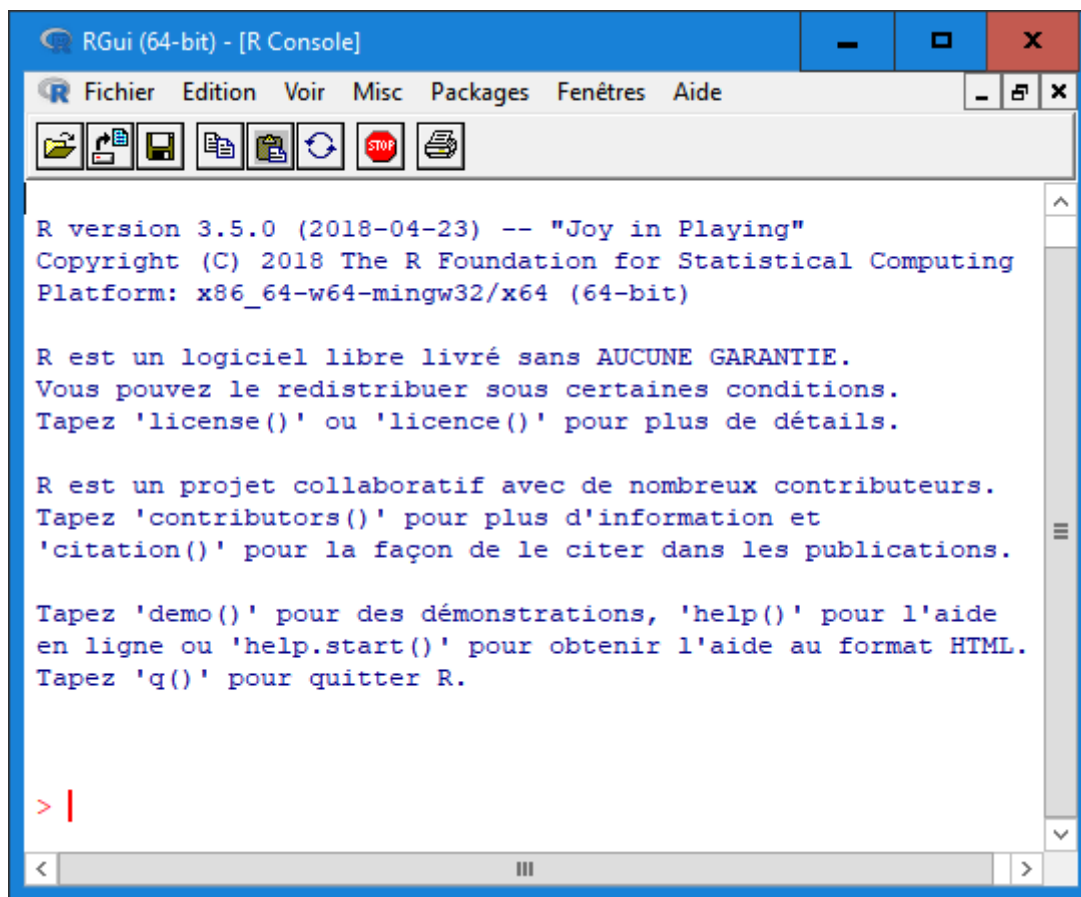 RGui (64-bit) - [R Console]
Fichier Edition Voir Misc Packages Fenêtres Aide
STOP
R version 3.5.0 (2018-04-23) -- "Joy in Playing"
Copyright (C) 2018 The R Foundation for Statistical Computing
Platform: x86_64-w64-mingw32/x64 (64-bit)
R est un logiciel libre livré sans AUCUNE GARANTIE.
Vous pouvez le redistribuer sous certaines conditions.
Tapez 'license()' ou 'licence()' pour plus de détails.
R est un projet collaboratif avec de nombreux contributeurs.
Tapez 'contributors()' pour plus d'information et
'citation()' pour la façon de le citer dans les publications.
Tapez 'demo()' pour des démonstrations, 'help()' pour l'aide
en ligne ou 'help.start()' pour obtenir l'aide au format HTML.
Tapez 'q()' pour quitter R.
>